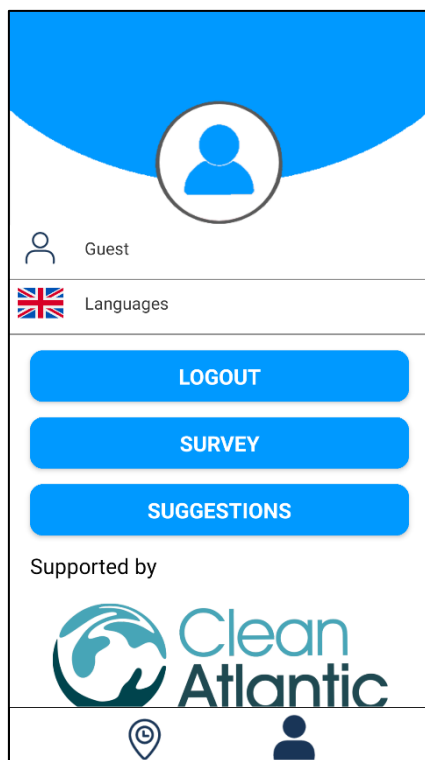 Guest
Languages
LOGOUT
SURVEY
SUGGESTIONS
Supported by
Clean
Atlantic